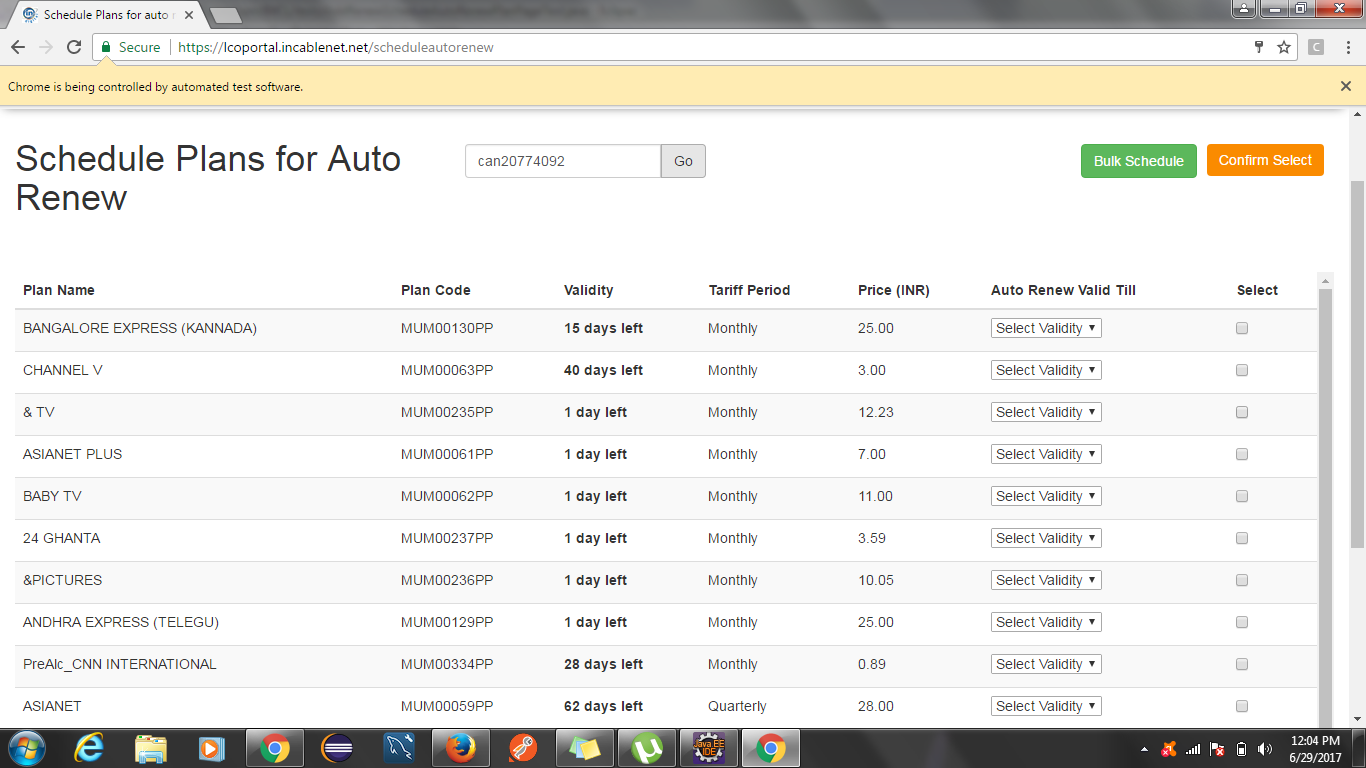 Schedule Plans for auto r
Secure https://lcoportal.incablenet.net/scheduleautorenew
C
Chrome is being controlled by automated test software.
Schedule Plans for Auto Renew
can20774092 Go
Bulk Schedule Confirm Select
Plan Name Plan Code Validity Tariff Period Price (INR) Auto Renew Valid Till Select
BANGALORE EXPRESS (KANNADA) MUM00130PP 15 days left Monthly 25.00 Select Validity
CHANNEL V MUM00063PP 40 days left Monthly 3.00 Select Validity
& TV MUM00235PP 1 day left Monthly 12.23 Select Validity
ASIANET PLUS MUM00061PP 1 day left Monthly 7.00 Select Validity
BABY TV MUM00062PP 1 day left Monthly 11.00 Select Validity
24 GHANTA MUM00237PP 1 day left Monthly 3.59 Select Validity
&PICTURES MUM00236PP 1 day left Monthly 10.05 Select Validity
ANDHRA EXPRESS (TELEGU) MUM00129PP 1 day left Monthly 25.00 Select Validity
PreAlc_CNN INTERNATIONAL MUM00334PP 28 days left Monthly 0.89 Select Validity
ASIANET MUM00059PP 62 days left Quarterly 28.00 Select Validity
Java EE
IDE
12:04 PM
6/29/2017